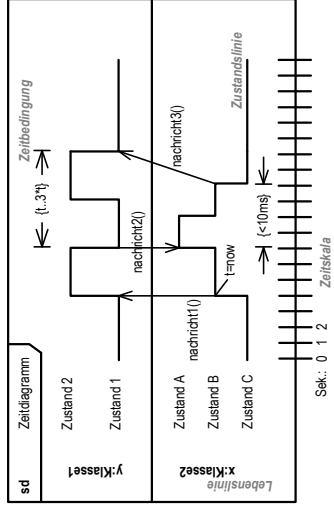 sd Zeitdiagramm
Zeitbedingung
{t..3*t}
Zustand 2
Zustand 1
y:Klasse1
nachricht2()
nachricht1()
nachricht3()
Zustand A
Zustand B
Zustand C
x:Klasse2
t=now
{<10ms}
Zustandslinie
Lebenslinie
Sek.: 0 1 2
Zeitskala